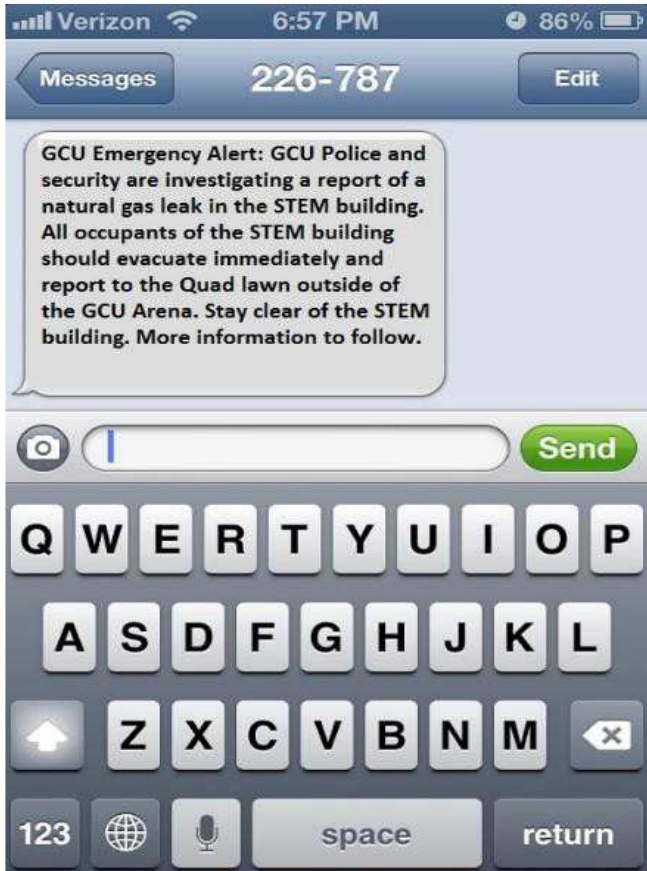 Verizon 6:57 PM 86%
Messages 226-787 Edit
GCU Emergency Alert: GCU Police and
security are investigating a report of a
natural gas leak in the STEM building.
All occupants of the STEM building
should evacuate immediately and
report to the Quad lawn outside of
the GCU Arena. Stay clear of the STEM
building. More information to follow.
Send
Q W E R T Y U I O P
A S D F G H J K L
Z X C V B N M
123 space return